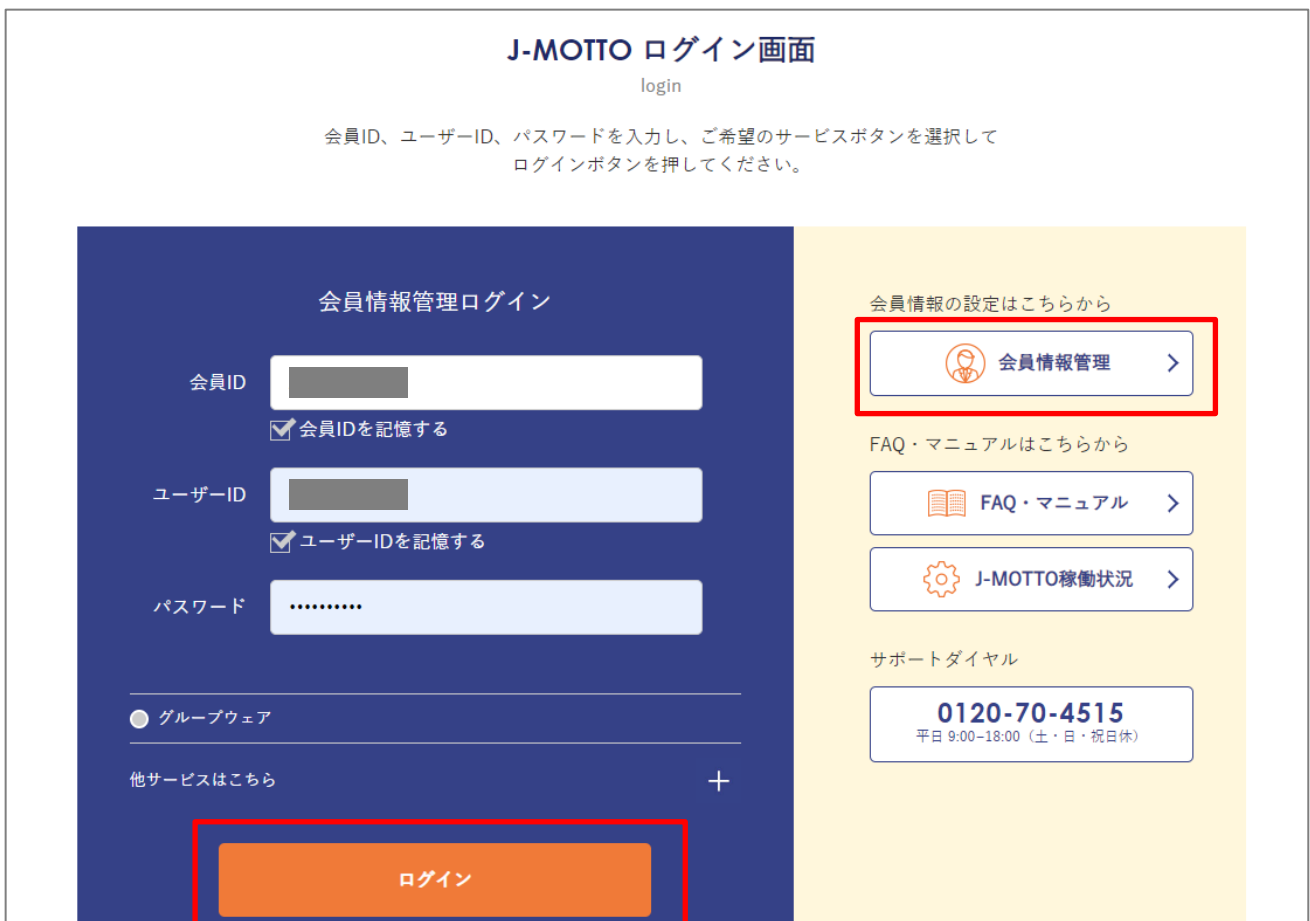 J-MOTTO ログイン画面
login
会員ID、ユーザーID、パスワードを入力し、ご希望のサービスボタンを選択して
ログインボタンを押してください。
会員情報管理ログイン
会員ID
会員IDを記憶する
ユーザーID
ユーザーIDを記憶する
パスワード
••••••••••
グループウェア
他サービスはこちら
ログイン
会員情報の設定はこちらから
会員情報管理
FAQ・マニュアルはこちらから
FAQ・マニュアル
J-MOTTO稼働状況
サポートダイヤル
0120-70-4515
平日 9:00-18:00（土・日・祝日休）